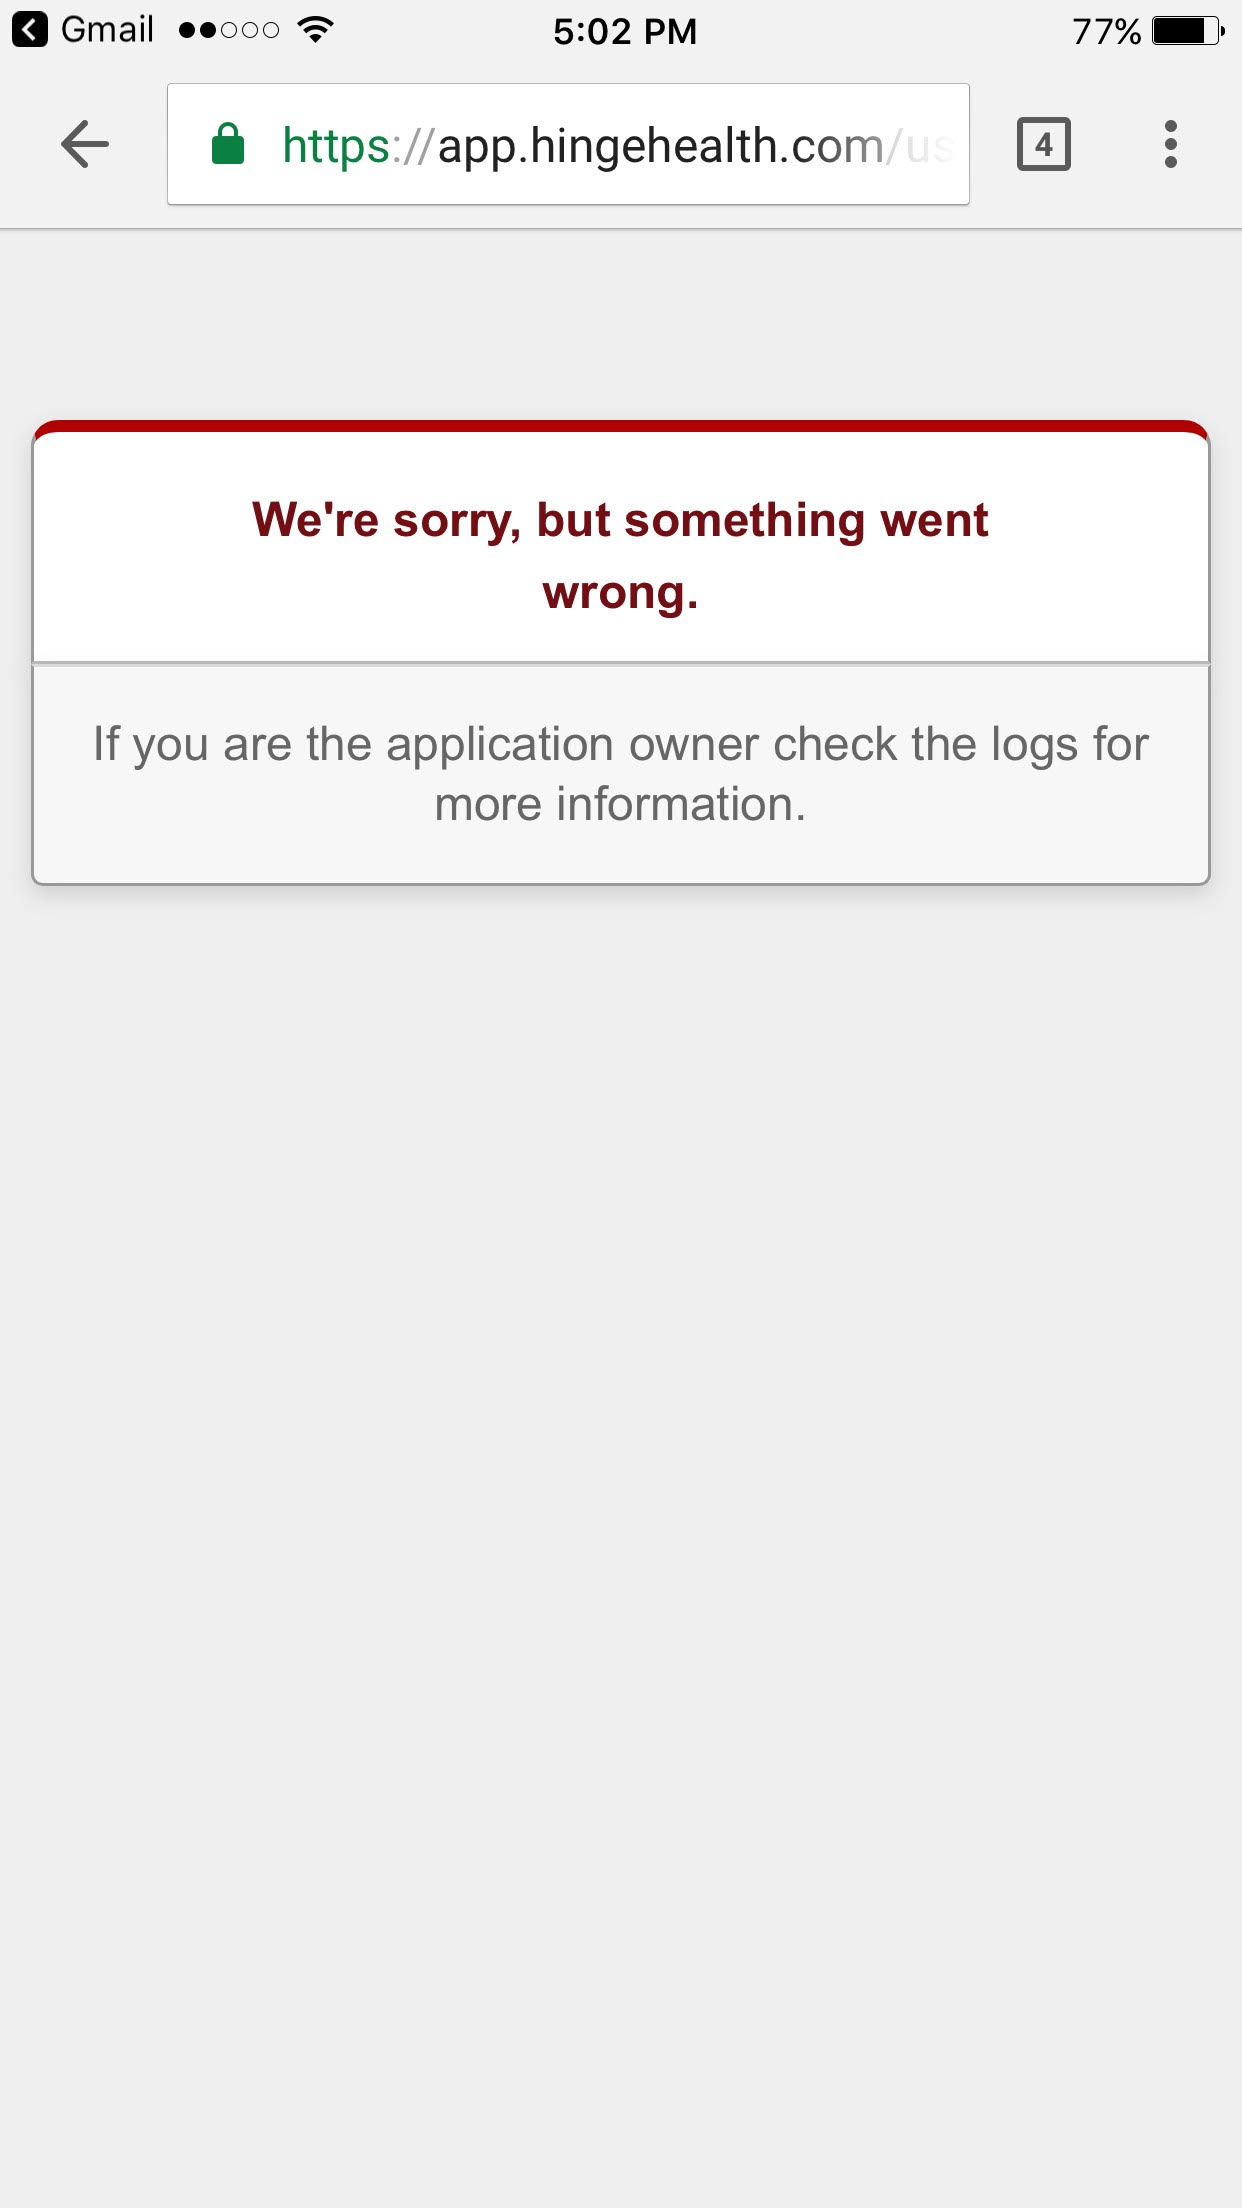 Gmail 5:02 PM 77%
https://app.hingehealth.com/us 4
We're sorry, but something went
wrong.
If you are the application owner check the logs for
more information.